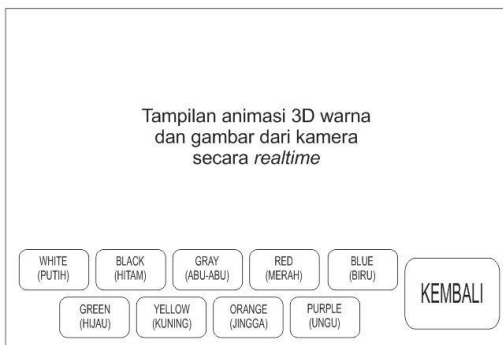 Tampilan animasi 3D warna
dan gambar dari kamera
secara realtime
WHITE
(PUTIH)
BLACK
(HITAM)
GRAY
(ABU-ABU)
RED
(MERAH)
BLUE
(BIRU)
GREEN
(HIJAU)
YELLOW
(KUNING)
ORANGE
(JINGGA)
PURPLE
(UNGU)
KEMBALI